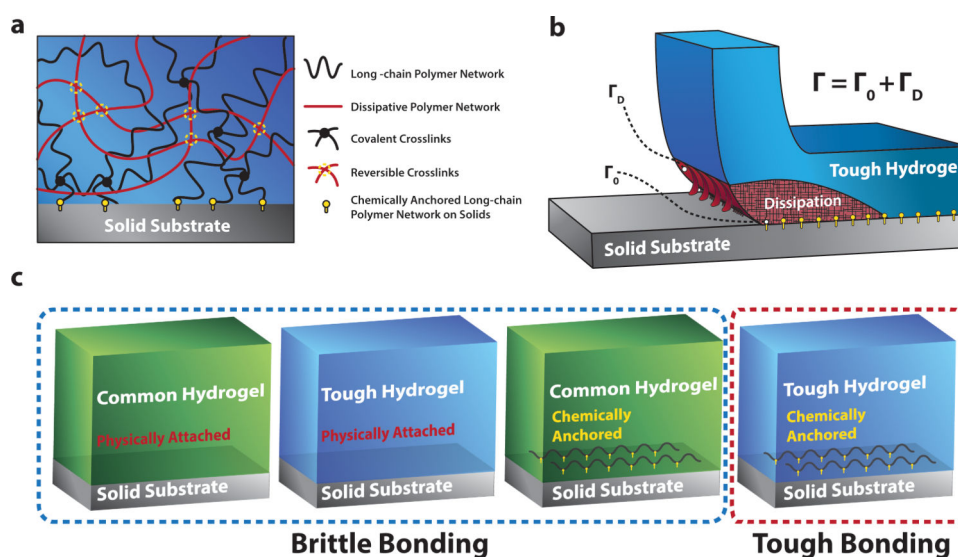 a
Long -chain Polymer Network
Dissipative Polymer Network
Covalent Crosslinks
Reversible Crosslinks
Chemically Anchored Long-chain
Polymer Network on Solids
Solid Substrate
b
Γ = Γ0 + ΓD
ΓD
Γ0
Tough Hydrogel
Dissipation
Solid Substrate
c
Common Hydrogel
Physically Attached
Solid Substrate
Tough Hydrogel
Physically Attached
Solid Substrate
Common Hydrogel
Chemically
Anchored
Solid Substrate
Tough Hydrogel
Chemically
Anchored
Solid Substrate
Brittle Bonding
Tough Bonding